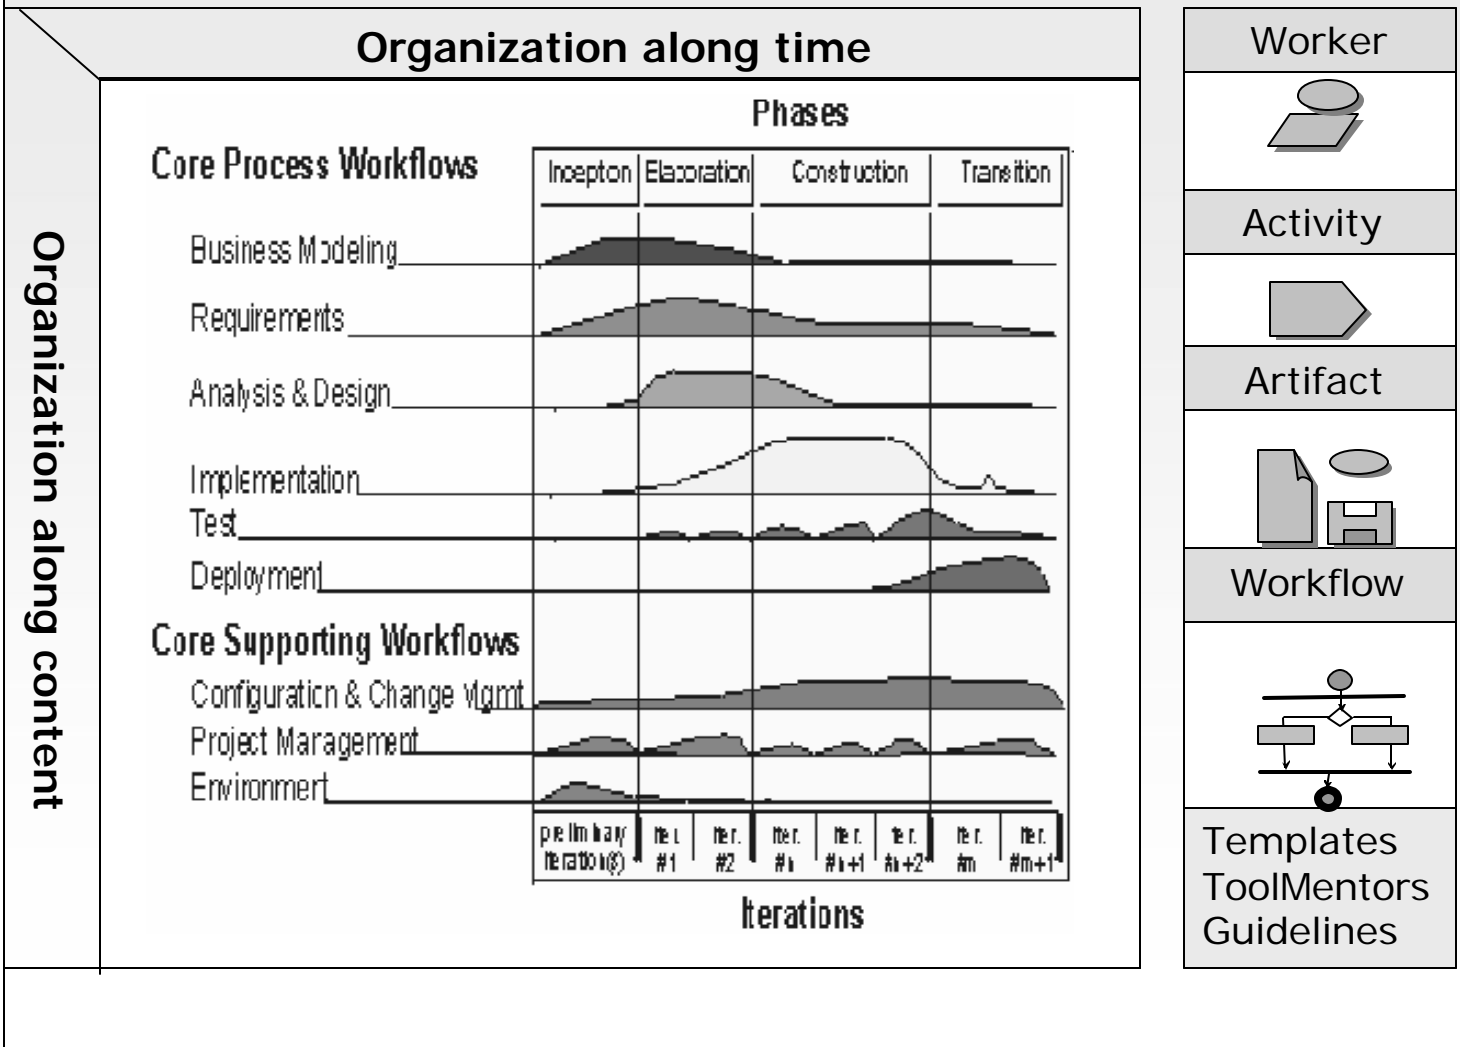 Organization along time
Organization along content
Phases
Core Process Workflows
Inception
Elaboration
Construction
Transition
Business Modeling
Requirements
Analysis & Design
Implementation
Test
Deployment
Core Supporting Workflows
Configuration & Change Mgmt
Project Management
Environment
preliminary
iteration(s)
Iter.
#1
Iter.
#2
Iter.
#n
Iter.
#n+1
Iter.
#n+2
Iter.
#m
Iter.
#m+1
Iterations
Worker
Activity
Artifact
Workflow
Templates
ToolMentors
Guidelines